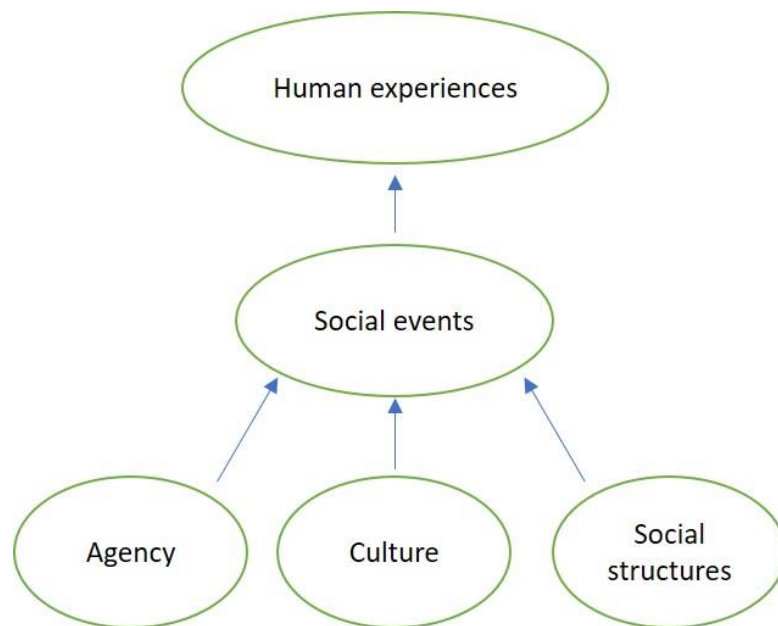 Human experiences
Social events
Agency
Culture
Social
structures